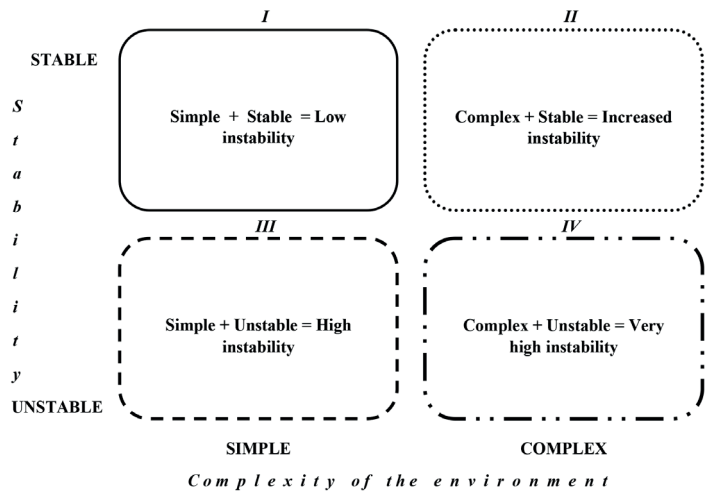 I
II
STABLE
Simple + Stable = Low
instability
Complex + Stable = Increased
instability
Stability
III
IV
Simple + Unstable = High
instability
Complex + Unstable = Very
high instability
UNSTABLE
SIMPLE
COMPLEX
Complexity of the environment